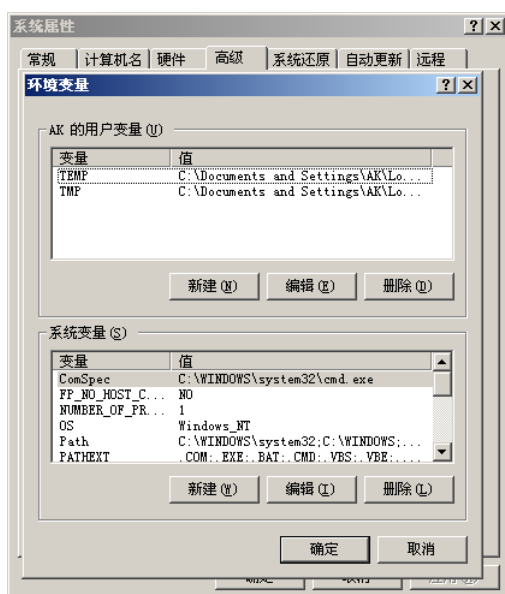 系统属性
常规 计算机名 硬件 高级 系统还原 自动更新 远程
环境变量
AK 的用户变量(U)
变量 值
TEMP C:\Documents and Settings\AK\Lo...
TMP C:\Documents and Settings\AK\Lo...
新建(N) 编辑(E) 删除(D)
系统变量(S)
变量 值
ComSpec C:\WINDOWS\system32\cmd.exe
FP_NO_HOST_C... NO
NUMBER_OF_PR... 1
OS Windows_NT
Path C:\WINDOWS\system32;C:\WINDOWS;...
PATHEXT .COM;.EXE;.BAT;.CMD;.VBS;.VBE;....
新建(W) 编辑(I) 删除(L)
确定 取消